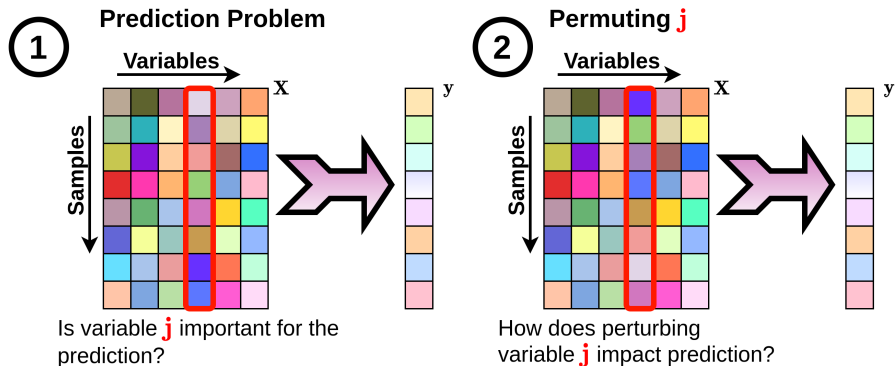 Prediction Problem
1
Variables
X
y
Samples
Is variable j important for the
prediction?
Permuting j
2
Variables
X
y
Samples
How does perturbing
variable j impact prediction?